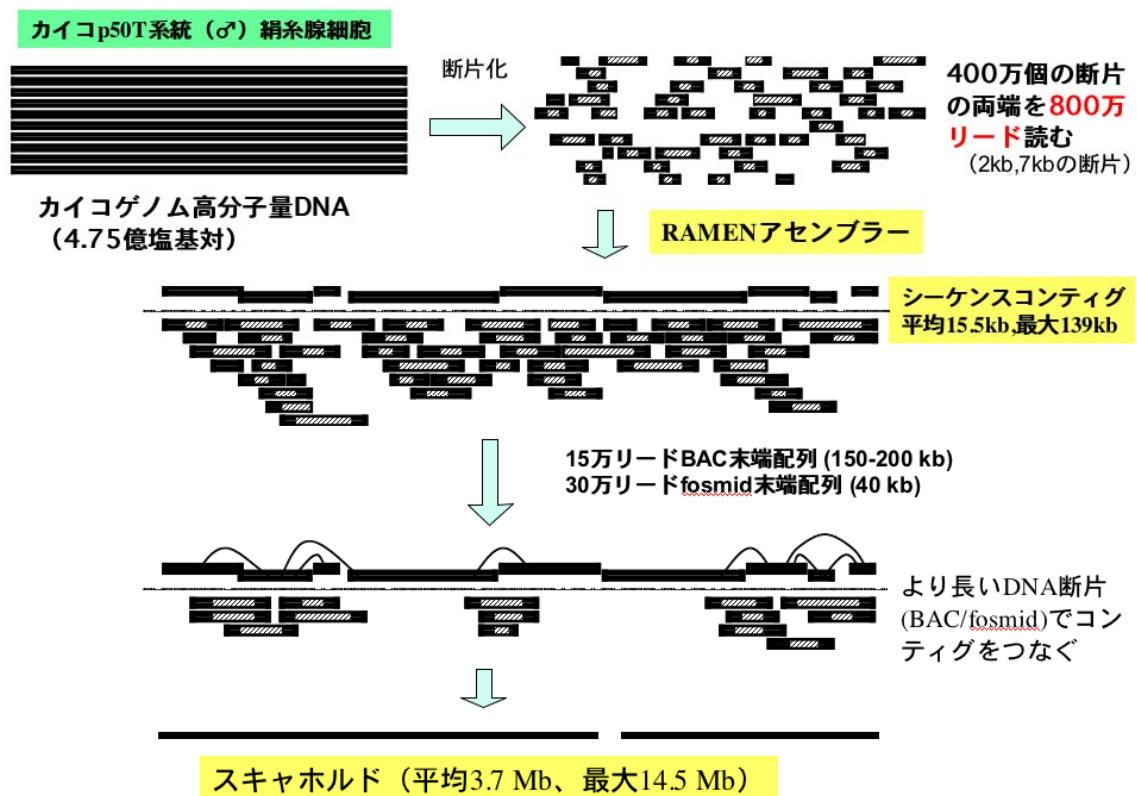 カイコp50T系統（♂）絹糸腺細胞
断片化
400万個の断片
の両端を800万
リード読む
（2kb,7kbの断片）
カイコゲノム高分子量DNA
（4.75億塩基対）
RAMENアセンブラー
シーケンスコンティグ
平均15.5kb,最大139kb
15万リードBAC末端配列 (150-200 kb)
30万リードfosmid末端配列 (40 kb)
より長いDNA断片
(BAC/fosmid)でコン
ティグをつなぐ
スキャホルド（平均3.7 Mb、最大14.5 Mb）